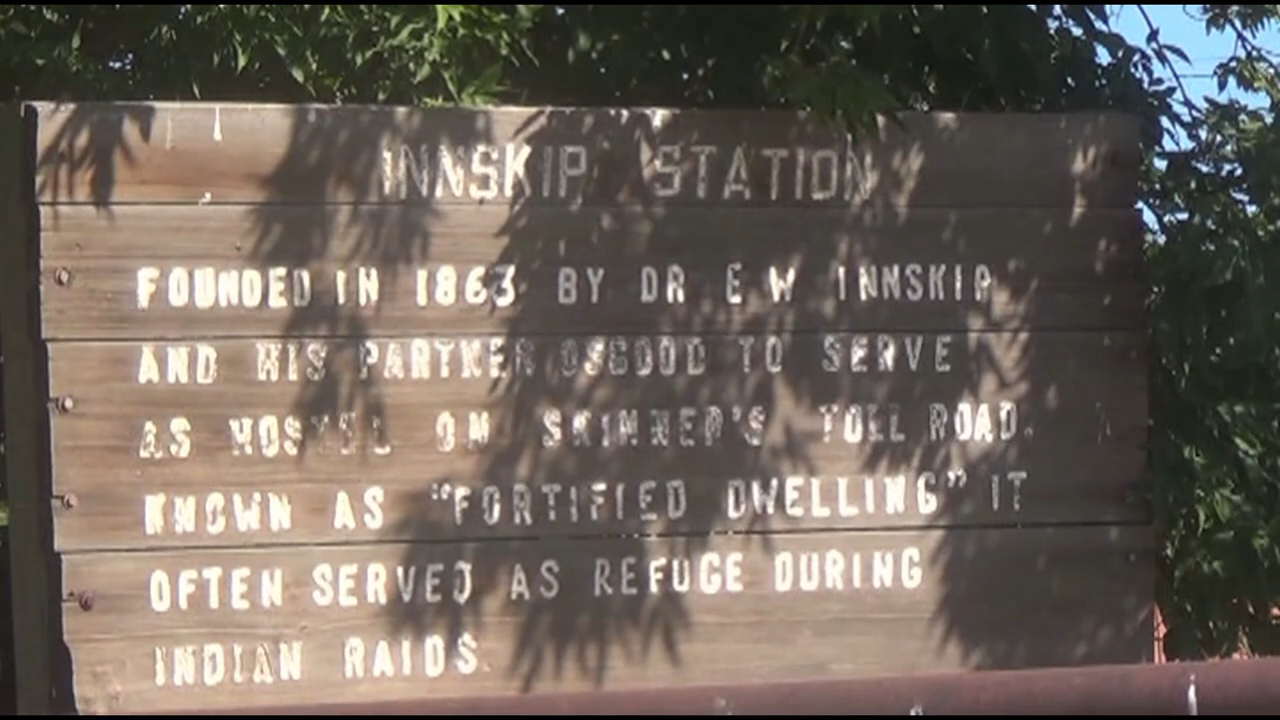 INNSKIP STATION
FOUNDED IN 1863 BY DR E W INNSKIP
AND HIS PARTNER OSGOOD TO SERVE
AS HOSTEL ON SKINNER'S TOLL ROAD.
KNOWN AS "FORTIFIED DWELLING" IT
OFTEN SERVED AS REFUGE DURING
INDIAN RAIDS.